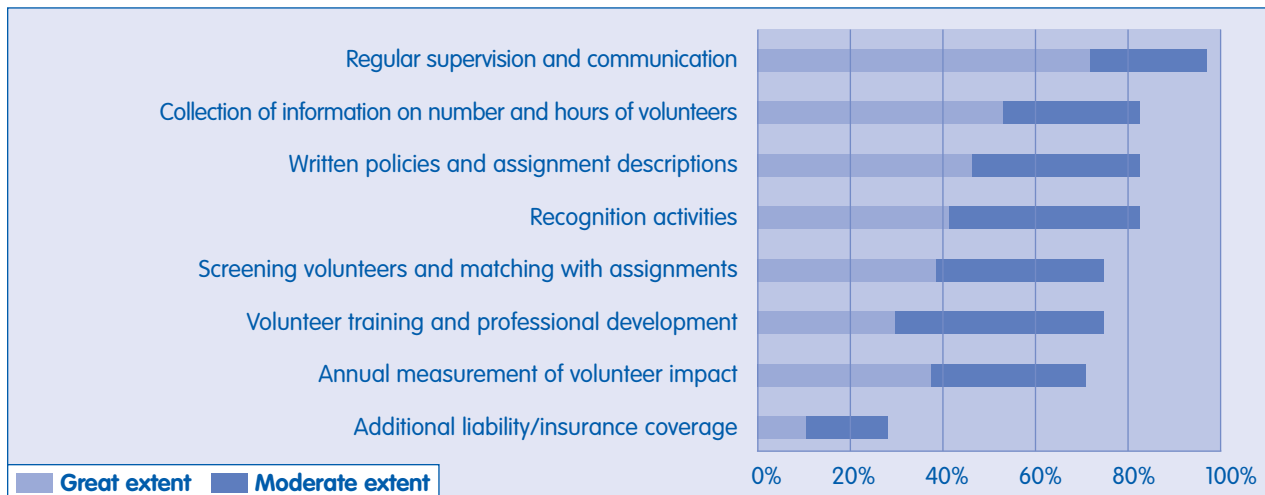 Regular supervision and communication
Collection of information on number and hours of volunteers
Written policies and assignment descriptions
Recognition activities
Screening volunteers and matching with assignments
Volunteer training and professional development
Annual measurement of volunteer impact
Additional liability/insurance coverage
0% 20% 40% 60% 80% 100%
Great extent Moderate extent